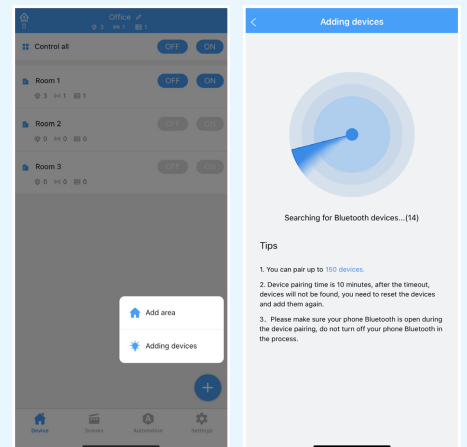 Office
3 1 1
Control all OFF ON
Room 1 OFF ON
3 1 1
Room 2 OFF ON
0 0 0
Room 3 OFF ON
0 0 0
Add area
Adding devices
Device Scenes Automation Settings
Adding devices
Searching for Bluetooth devices...(14)
Tips
1. You can pair up to 150 devices.
2. Device pairing time is 10 minutes, after the timeout,
devices will not be found, you need to reset the devices
and add them again.
3、Please make sure your phone Bluetooth is open during
the device pairing, do not turn off your phone Bluetooth in
the process.